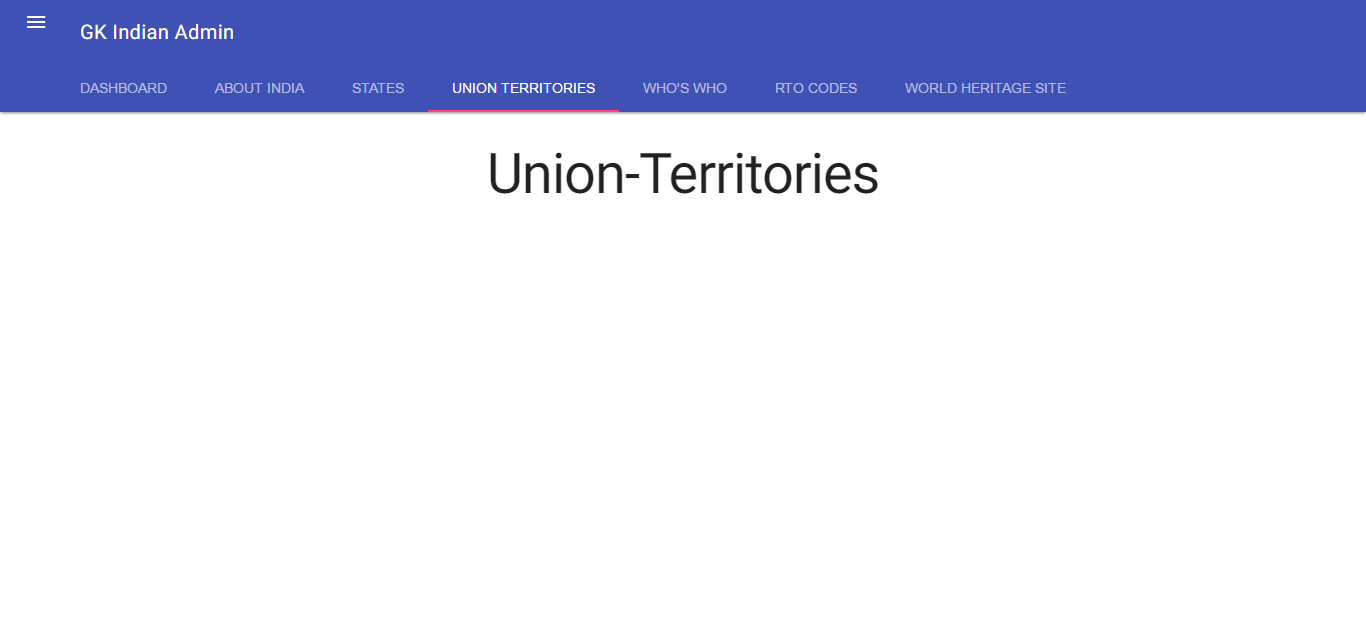 GK Indian Admin
DASHBOARD ABOUT INDIA STATES UNION TERRITORIES WHO'S WHO RTO CODES WORLD HERITAGE SITE
Union-Territories